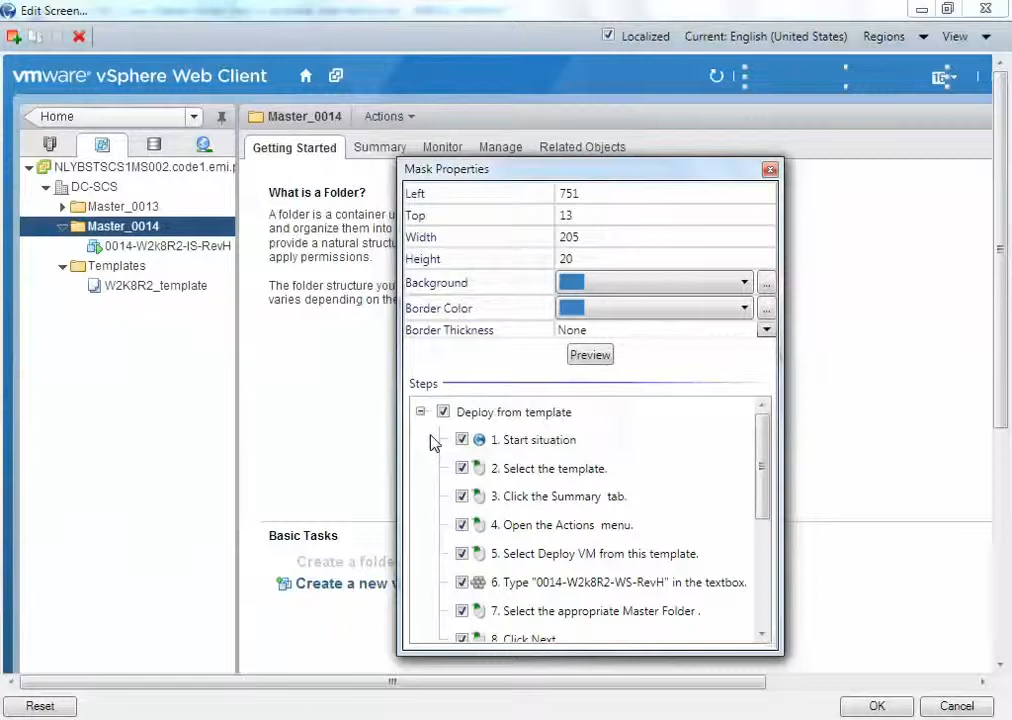 Edit Screen...
Localized Current: English (United States) Regions View
vmware® vSphere Web Client
Home
Master_0014 Actions
Getting Started Summary Monitor Manage Related Objects
NLYBSTSCS1MS002.code1.emi.p
DC-SCS
Master_0013
Master_0014
0014-W2k8R2-IS-RevH
Templates
W2K8R2_template
What is a Folder?
A folder is a container u
and organize them into
provide a natural structu
apply permissions.
The folder structure you
varies depending on the
Basic Tasks
Create a folde
Create a new v
Mask Properties
Left 751
Top 13
Width 205
Height 20
Background ...
Border Color ...
Border Thickness None
Preview
Steps
Deploy from template
1. Start situation
2. Select the template.
3. Click the Summary tab.
4. Open the Actions menu.
5. Select Deploy VM from this template.
6. Type "0014-W2k8R2-WS-RevH" in the textbox.
7. Select the appropriate Master Folder .
8. Click Next
Reset OK Cancel